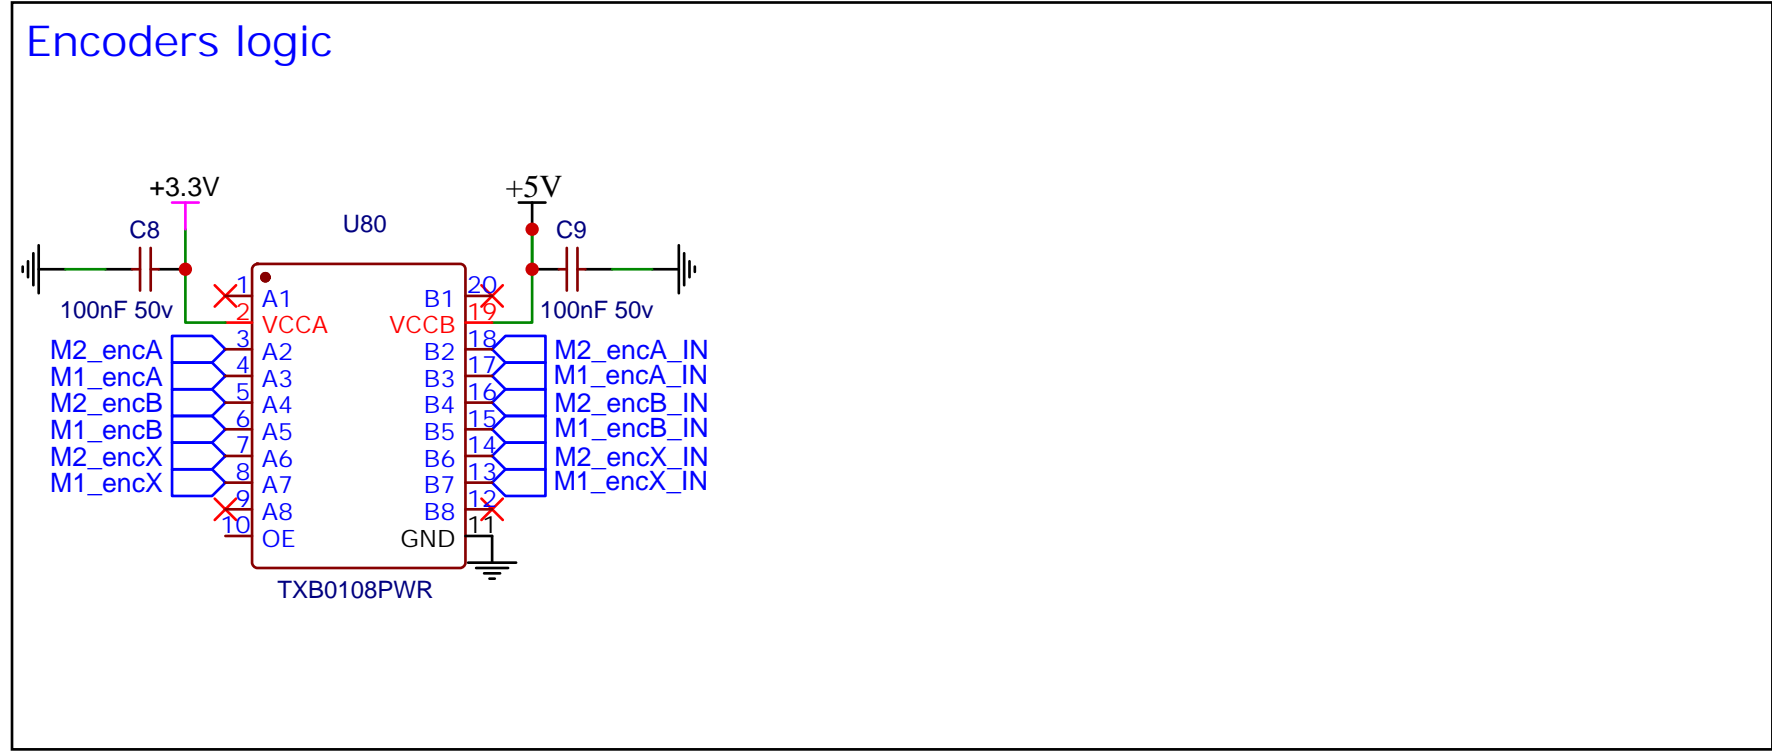 Encoders logic
+3.3V
+5V
C8
U80
C9
100nF 50v
100nF 50v
1 A1 B1 20
2 VCCA VCCB 19
M2_encA 3 A2 B2 18 M2_encA_IN
M1_encA 4 A3 B3 17 M1_encA_IN
M2_encB 5 A4 B4 16 M2_encB_IN
M1_encB 6 A5 B5 15 M1_encB_IN
M2_encX 7 A6 B6 14 M2_encX_IN
M1_encX 8 A7 B7 13 M1_encX_IN
9 A8 B8 12
10 OE GND 11
TXB0108PWR